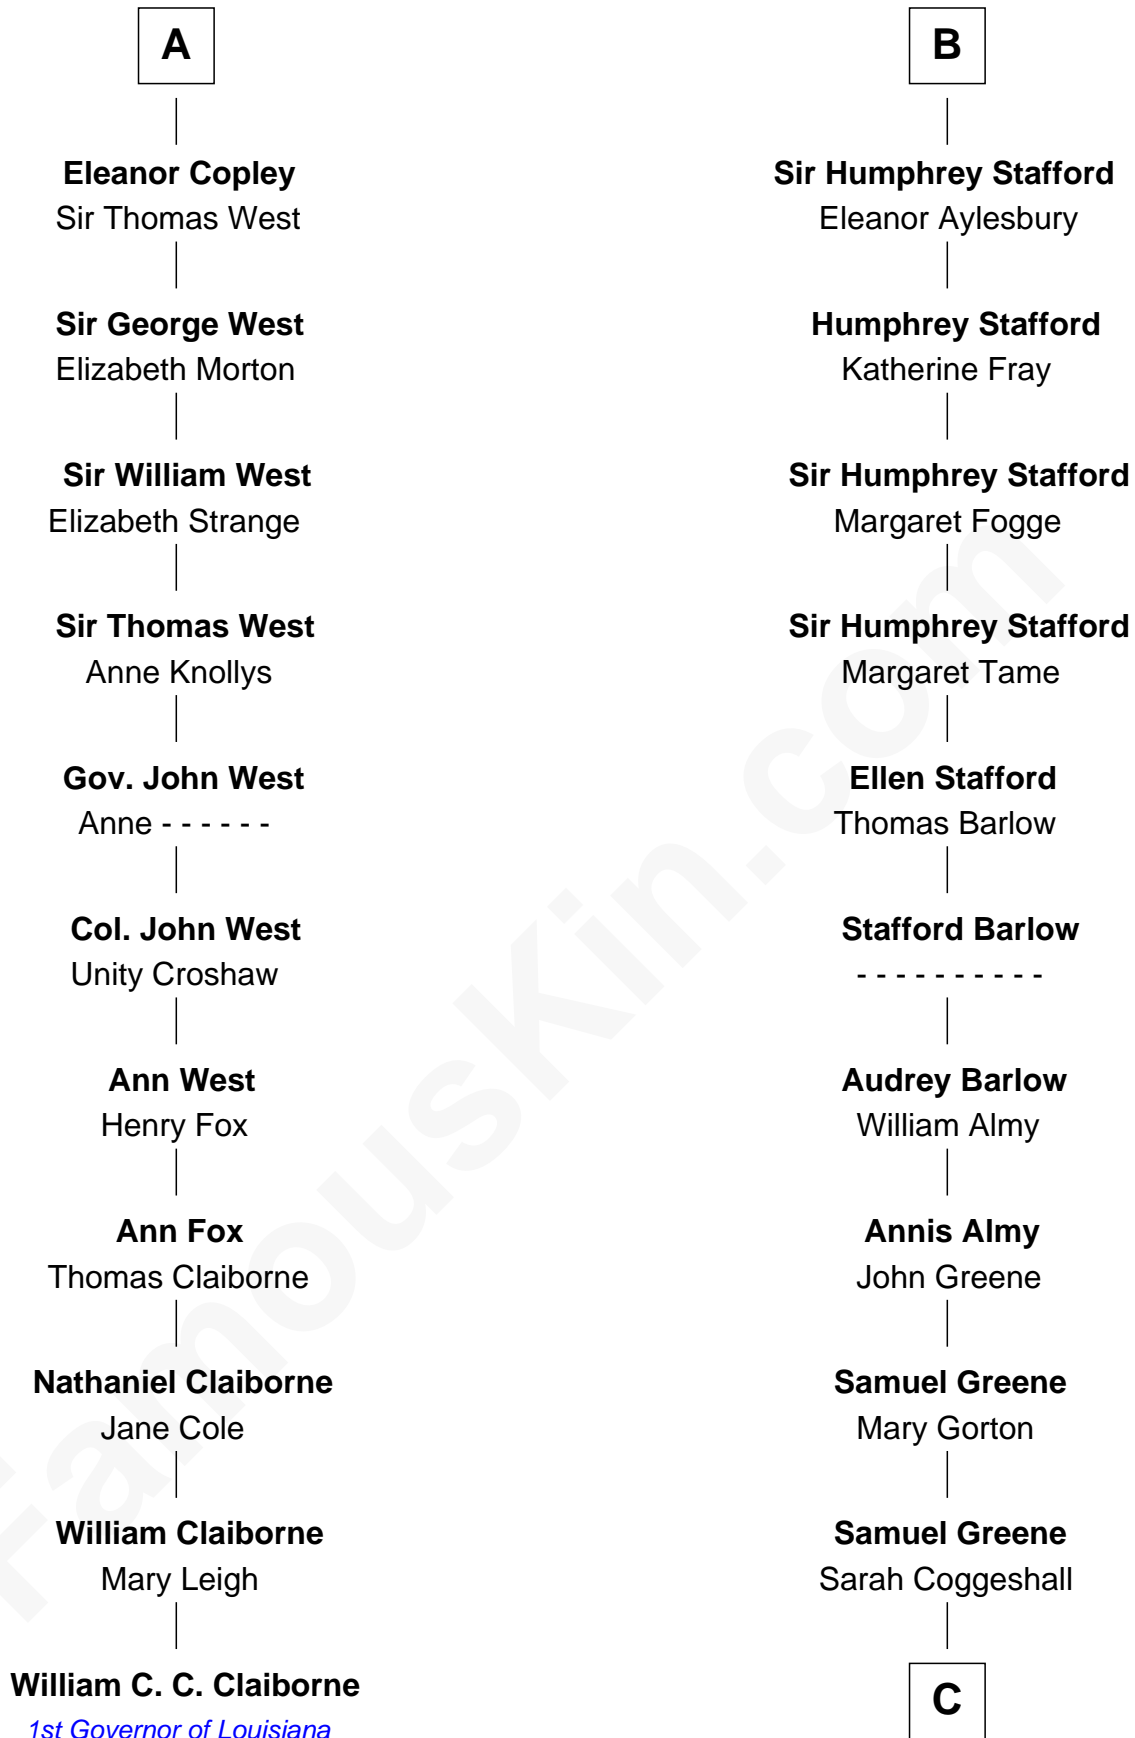 A
Eleanor Copley
Sir Thomas West
Sir George West
Elizabeth Morton
Sir William West
Elizabeth Strange
Sir Thomas West
Anne Knollys
Gov. John West
Anne - - - - - -
Col. John West
Unity Croshaw
Ann West
Henry Fox
Ann Fox
Thomas Claiborne
Nathaniel Claiborne
Jane Cole
William Claiborne
Mary Leigh
William C. C. Claiborne
1st Governor of Louisiana
B
Sir Humphrey Stafford
Eleanor Aylesbury
Humphrey Stafford
Katherine Fray
Sir Humphrey Stafford
Margaret Fogge
Sir Humphrey Stafford
Margaret Tame
Ellen Stafford
Thomas Barlow
Stafford Barlow
- - - - - - - - - -
Audrey Barlow
William Almy
Annis Almy
John Greene
Samuel Greene
Mary Gorton
Samuel Greene
Sarah Coggeshall
C
FamousKin.com